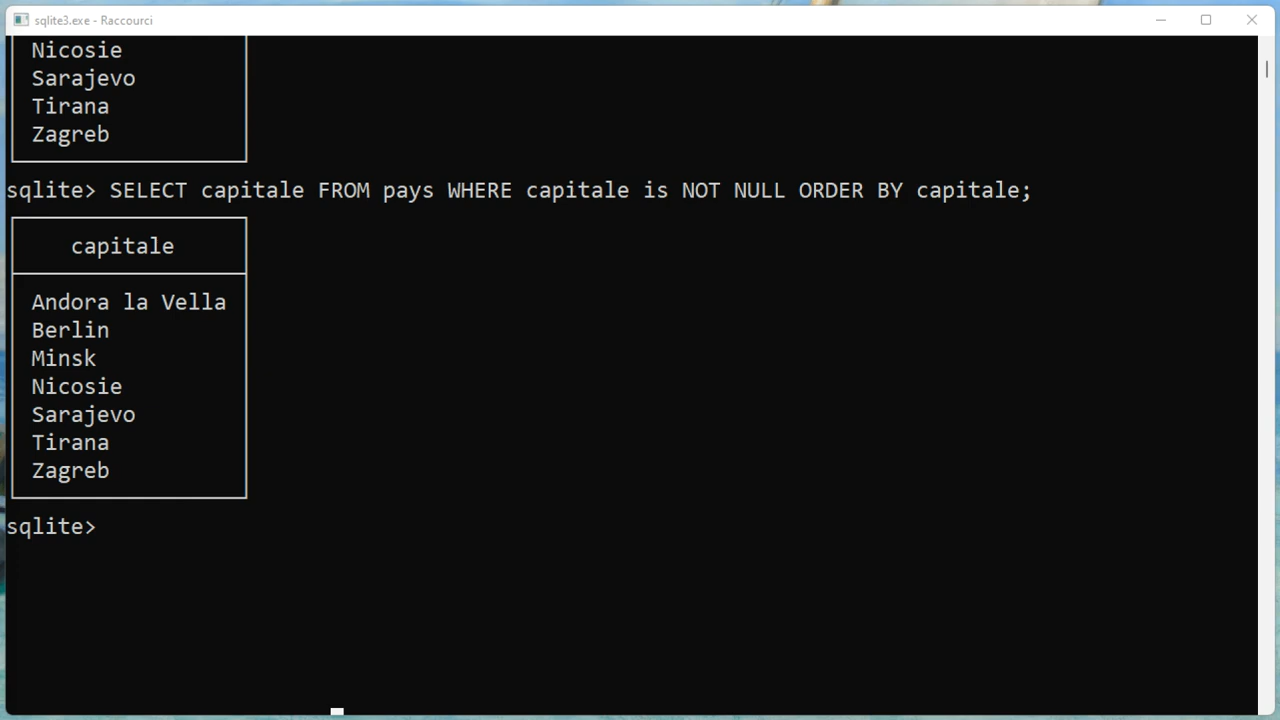 sqlite3.exe - Raccourci
Nicosie
Sarajevo
Tirana
Zagreb
sqlite> SELECT capitale FROM pays WHERE capitale is NOT NULL ORDER BY capitale;
capitale
Andora la Vella
Berlin
Minsk
Nicosie
Sarajevo
Tirana
Zagreb
sqlite>